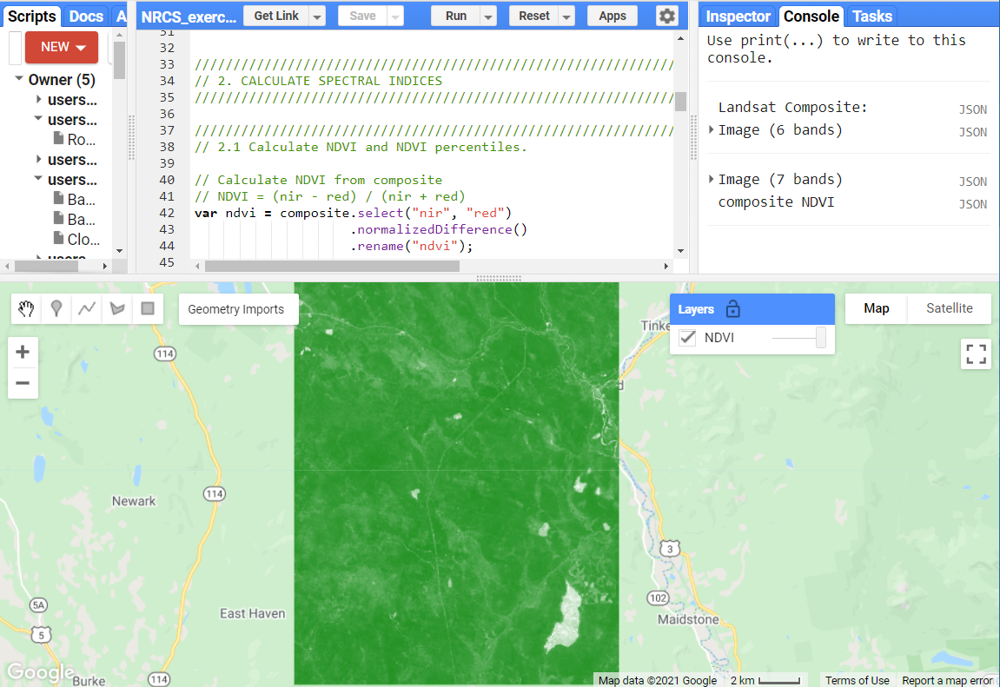 Scripts Docs A
NRCS_exerc... Get Link Save Run Reset Apps
Inspector Console Tasks
NEW
Owner (5)
users...
users...
Ro...
users...
users...
Ba...
Ba...
Clo...
31
32
33 ////////////////////////////////////////////////////////////////
34 // 2. CALCULATE SPECTRAL INDICES
35 ////////////////////////////////////////////////////////////////
36
37 ////////////////////////////////////////////////////////////////
38 // 2.1 Calculate NDVI and NDVI percentiles.
39
40 // Calculate NDVI from composite
41 // NDVI = (nir - red) / (nir + red)
42 var ndvi = composite.select("nir", "red")
43 .normalizedDifference()
44 .rename("ndvi");
45
Use print(...) to write to this
console.
Landsat Composite: JSON
Image (6 bands) JSON
Image (7 bands) JSON
composite NDVI JSON
Geometry Imports
Layers
NDVI
Map Satellite
+
−
114
Tinke
d
114
Newark
3
5A
102
East Haven
Maidstone
5
Google
Burke
114
Map data ©2021 Google 2 km Terms of Use Report a map error